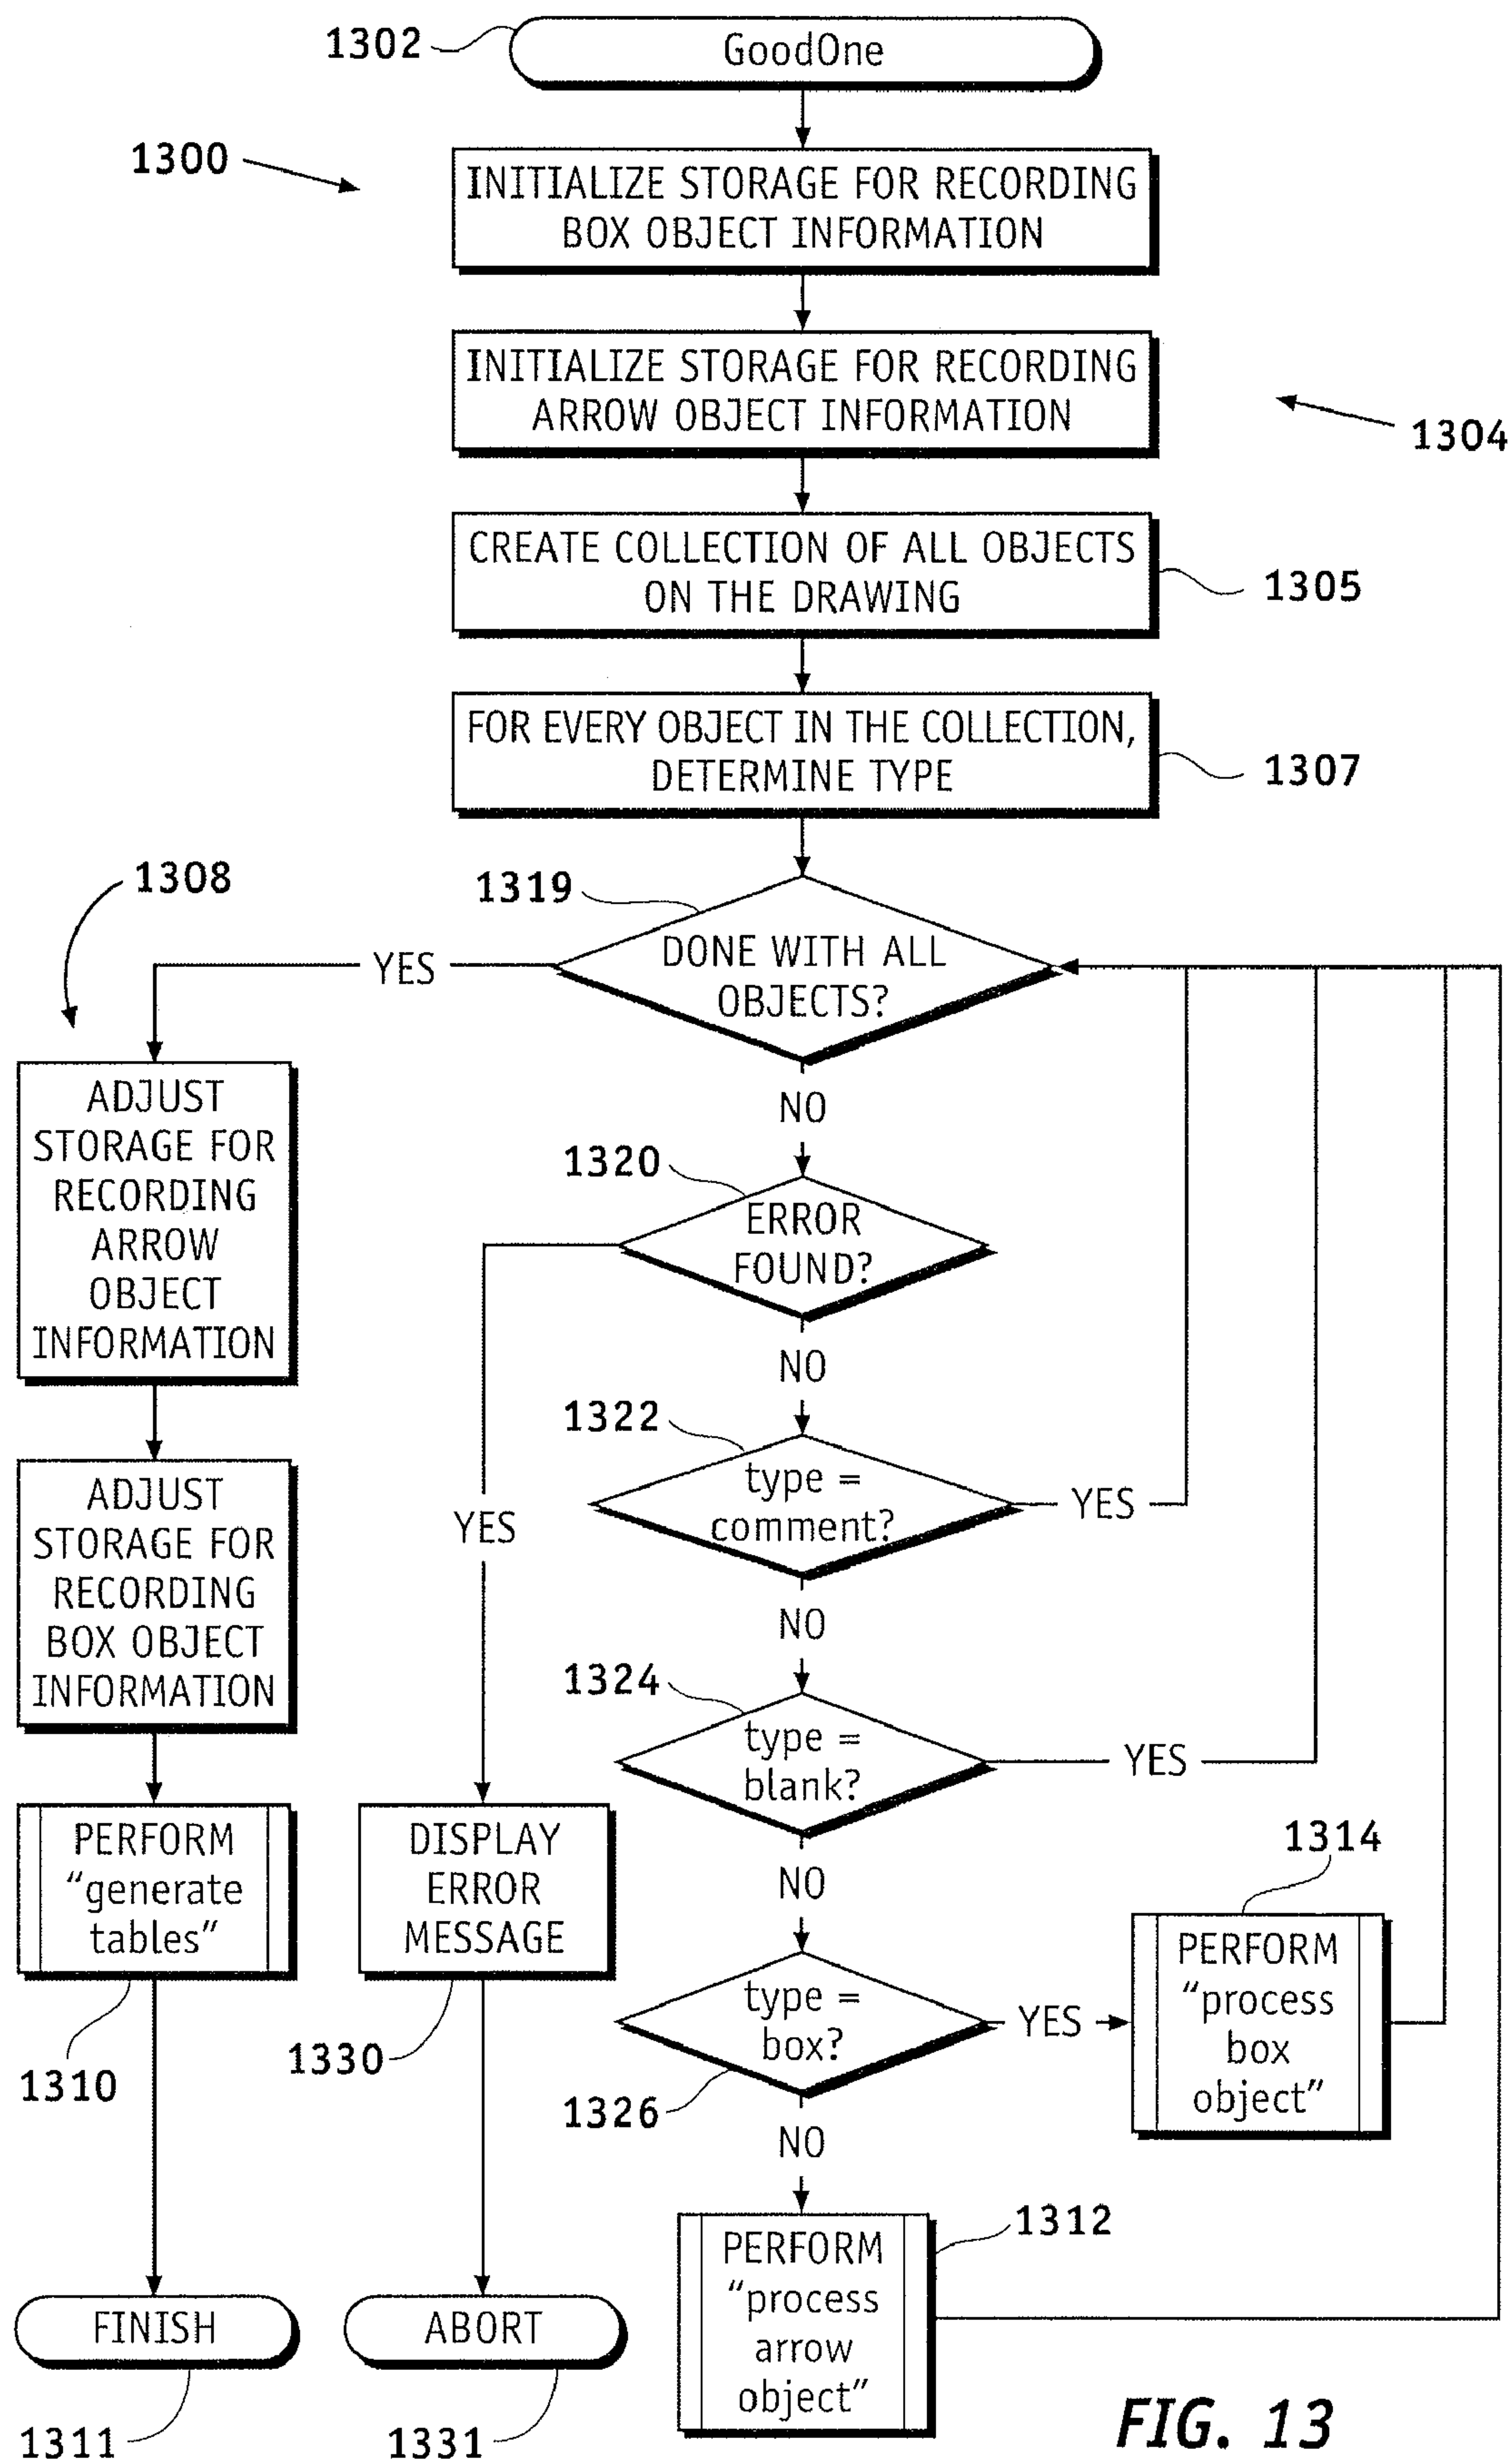 1302
GoodOne
1300
INITIALIZE STORAGE FOR RECORDING
BOX OBJECT INFORMATION
INITIALIZE STORAGE FOR RECORDING
ARROW OBJECT INFORMATION
1304
CREATE COLLECTION OF ALL OBJECTS
ON THE DRAWING
1305
FOR EVERY OBJECT IN THE COLLECTION,
DETERMINE TYPE
1307
1308
1319
DONE WITH ALL
OBJECTS?
YES
NO
ADJUST
STORAGE FOR
RECORDING
ARROW
OBJECT
INFORMATION
1320
ERROR
FOUND?
NO
YES
1322
type =
comment?
YES
NO
ADJUST
STORAGE FOR
RECORDING
BOX OBJECT
INFORMATION
1324
type =
blank?
YES
NO
PERFORM
“generate
tables”
1310
DISPLAY
ERROR
MESSAGE
1330
type =
box?
1326
YES
NO
1314
PERFORM
“process
box
object”
1312
PERFORM
“process
arrow
object”
FINISH
1311
ABORT
1331
FIG. 13